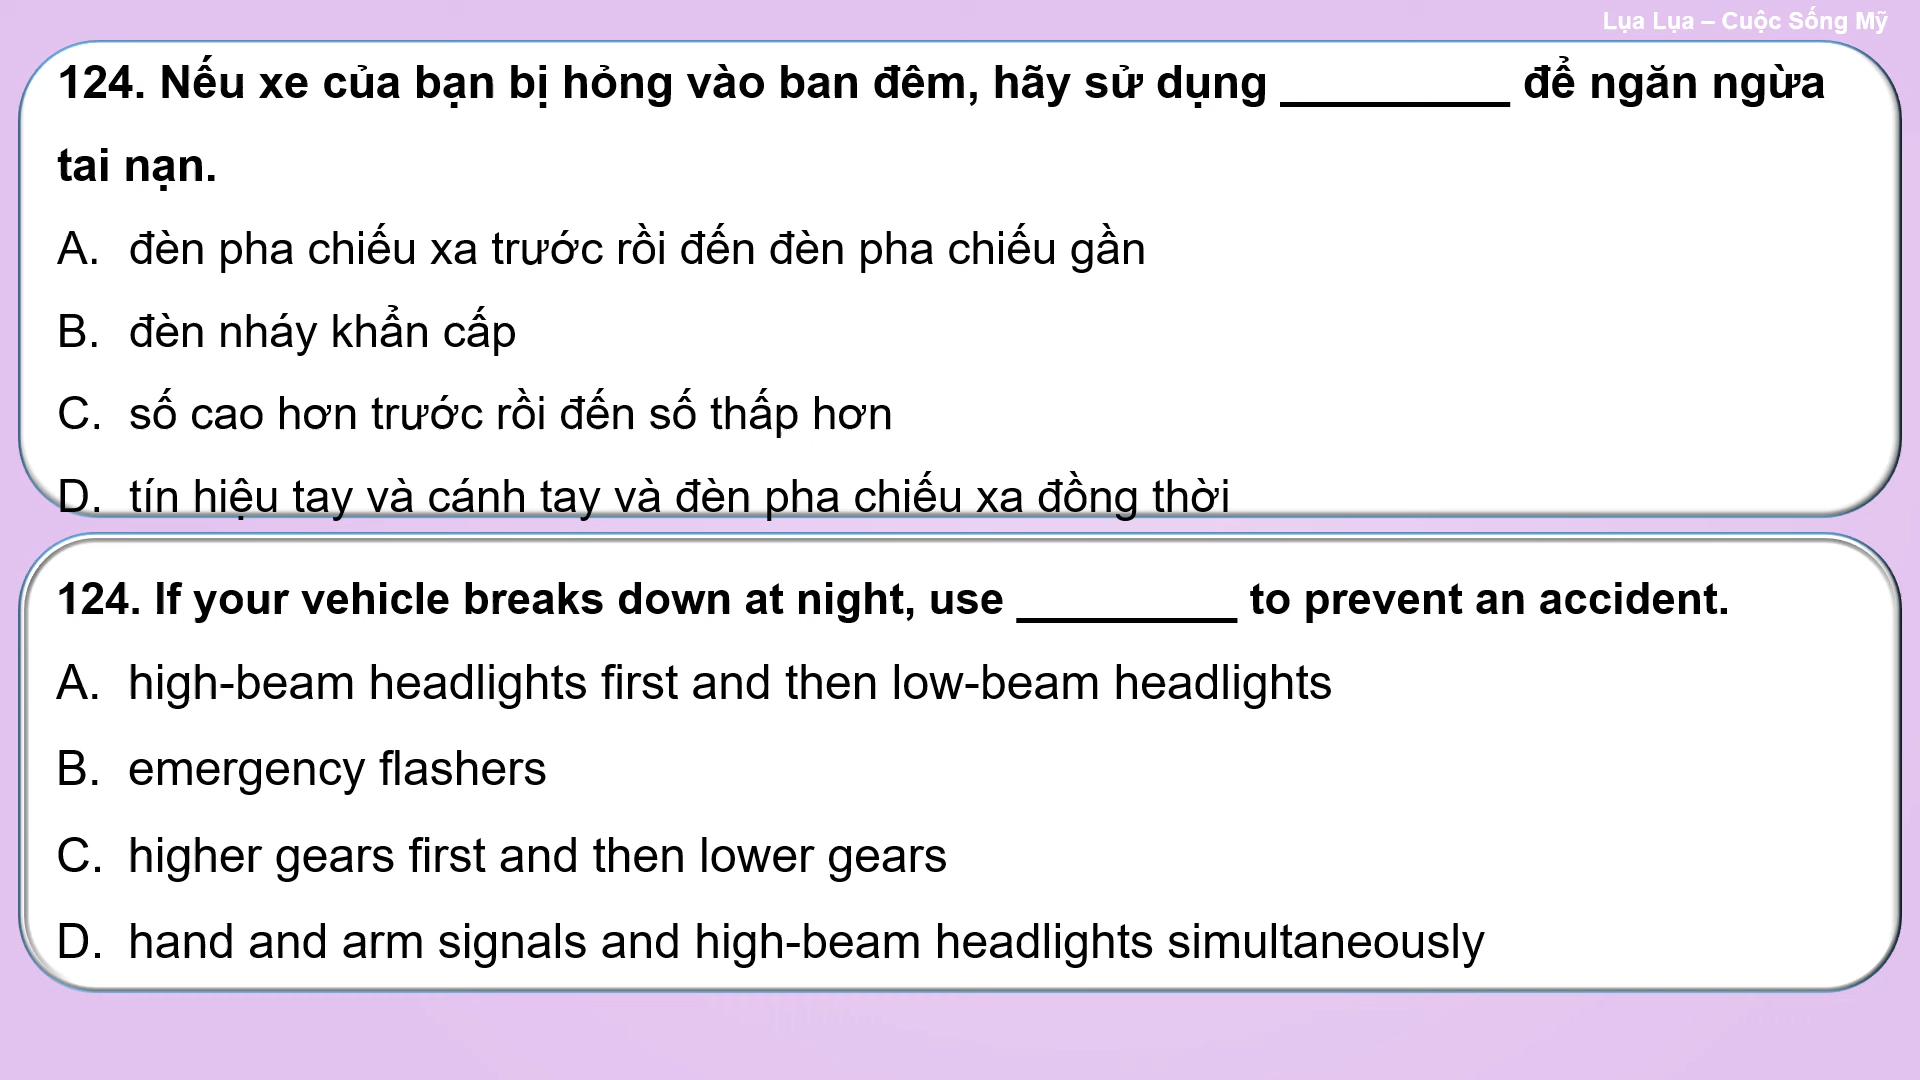 Lụa Lụa – Cuộc Sống Mỹ
124. Nếu xe của bạn bị hỏng vào ban đêm, hãy sử dụng _________ để ngăn ngừa
tai nạn.
A. đèn pha chiếu xa trước rồi đến đèn pha chiếu gần
B. đèn nháy khẩn cấp
C. số cao hơn trước rồi đến số thấp hơn
D. tín hiệu tay và cánh tay và đèn pha chiếu xa đồng thời
124. If your vehicle breaks down at night, use _________ to prevent an accident.
A. high-beam headlights first and then low-beam headlights
B. emergency flashers
C. higher gears first and then lower gears
D. hand and arm signals and high-beam headlights simultaneously